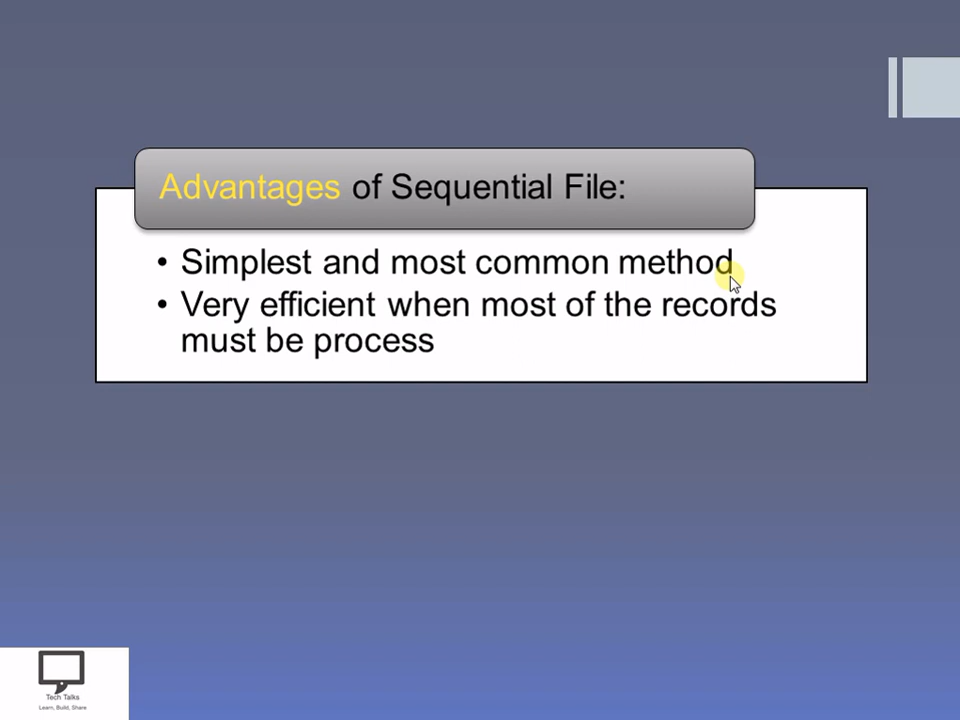 Advantages of Sequential File:
• Simplest and most common method
• Very efficient when most of the records
must be process
Tech Talks
Learn, Build, Share